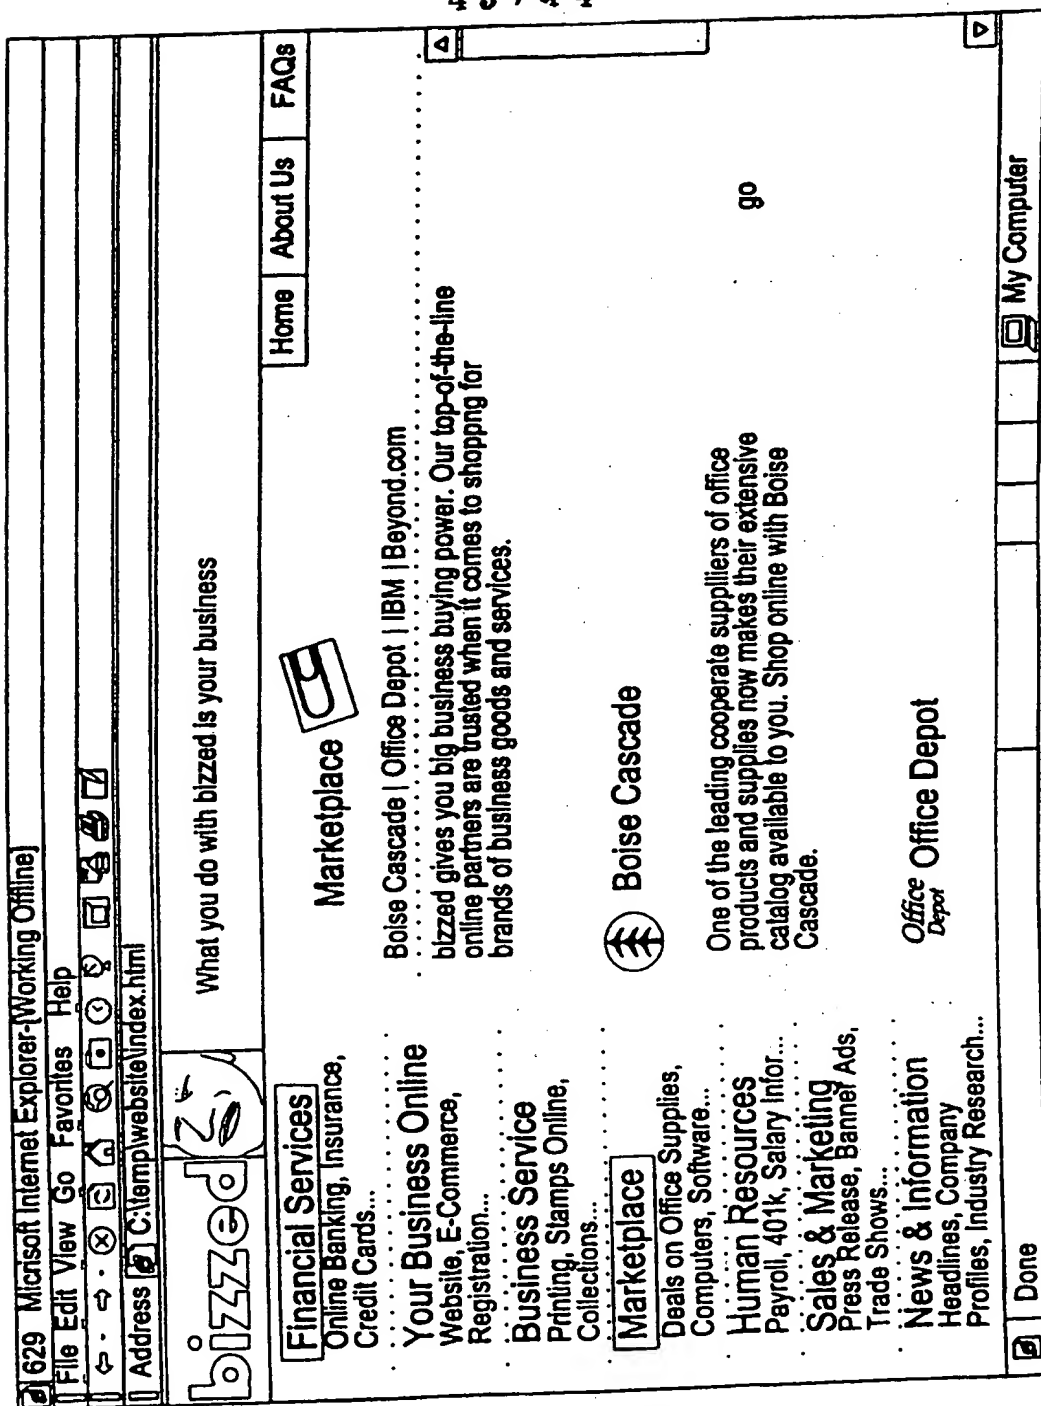 629 Micrisoft Internet Explorer-[Working Offline]
File Edit View Go Favorites Help
Address C:\temp\website\index.html
bizzed
What you do with bizzed is your business
Home About Us FAQs
Financial Services
Online Banking, Insurance,
Credit Cards...
Your Business Online
Website, E-Commerce,
Registration...
Business Service
Printing, Stamps Online,
Collections...
Marketplace
Deals on Office Supplies,
Computers, Software...
Human Resources
Payroll, 401k, Salary Infor...
Sales & Marketing
Press Release, Banner Ads,
Trade Shows...
News & Information
Headlines, Company
Profiles, Industry Research...
Marketplace
Boise Cascade | Office Depot | IBM | Beyond.com
bizzed gives you big business buying power. Our top-of-the-line
online partners are trusted when it comes to shoppng for
brands of business goods and services.
Boise Cascade
One of the leading cooperate suppliers of office
products and supplies now makes their extensive
catalog available to you. Shop online with Boise
Cascade.
go
Office
Depot
Office Depot
Done
My Computer